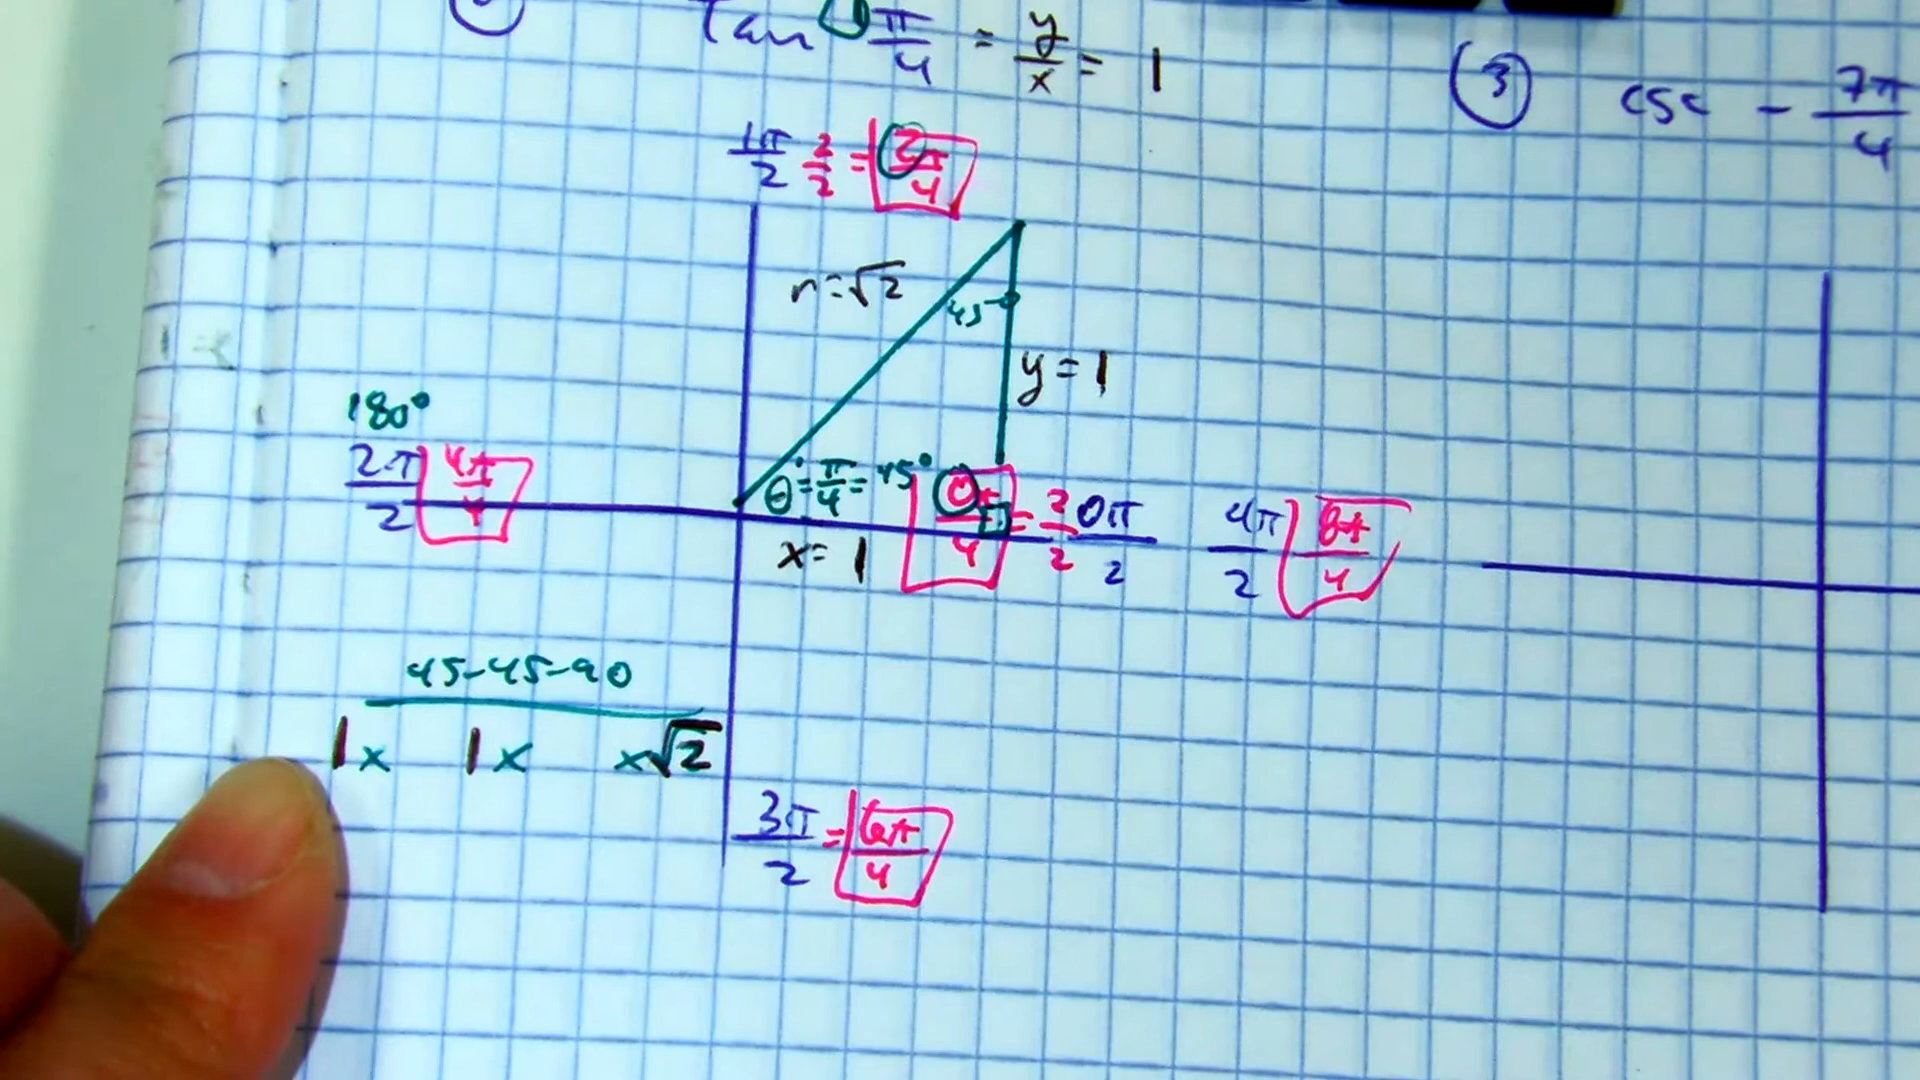 Tan π/4 = y/x = 1
③ csc - 7π/4
1π/2 2/2 = 2π/4
r=√2
45°
y = 1
180°
2π/2 4π/4
θ = π/4 = 45°
0π/4 = 2/2 0π/2
4π/2 8π/4
x = 1
45-45-90
1x 1x x√2
3π/2 = 6π/4